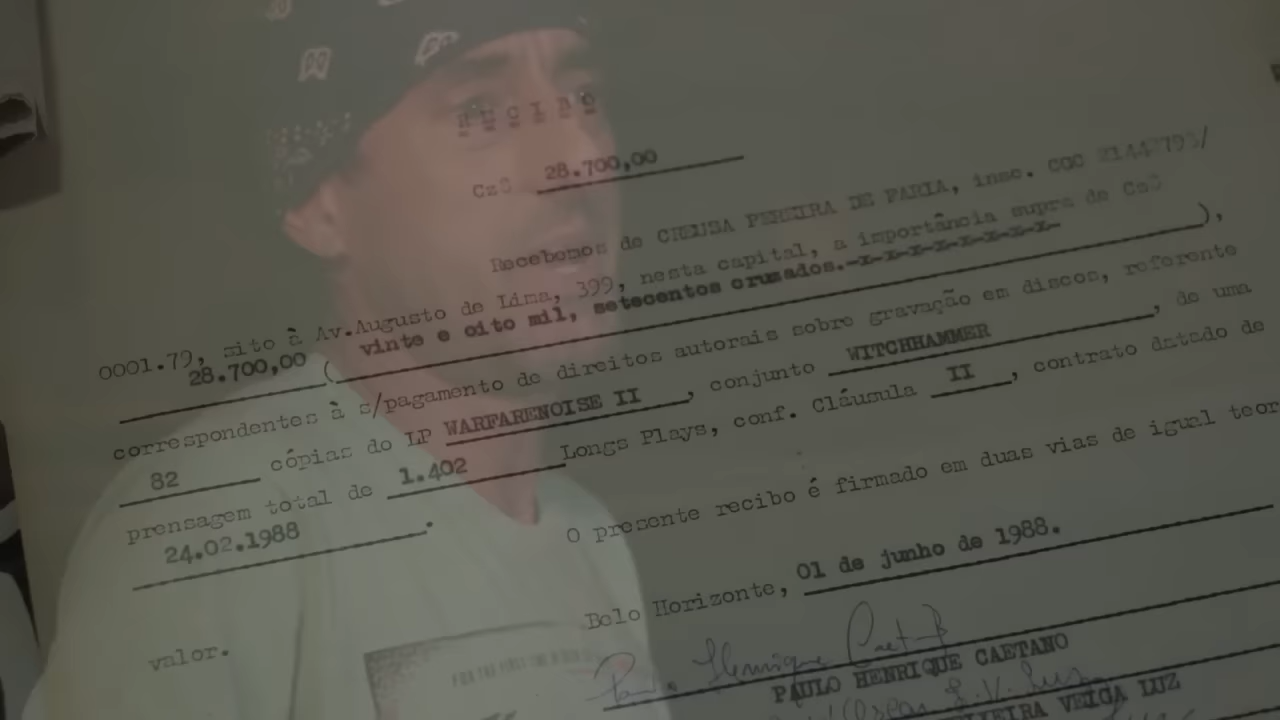 RECIBO
Cz$ 28.700,00
Recebemos de CREUSA PEREIRA DE FARIA, insc. CGC 21442793/
0001.79, sito à Av.Augusto de Lima, 399, nesta capital, a importância supra de Cz$
28.700,00 ( vinte e oito mil, setecentos cruzados.-x-x-x-x-x-x-x-x- ),
correspondentes à s/pagamento de direitos autorais sobre gravação em discos, referente
82 cópias do LP WARFARENOISE II, conjunto WITCHHAMMER, de uma
prensagem total de 1.402 Longs Plays, conf. Cláusula II, contrato datado de
24.02.1988.
O presente recibo é firmado em duas vias de igual teor
valor.
Belo Horizonte, 01 de junho de 1988.
PAULO HENRIQUE CAETANO
VEIGA LUZ